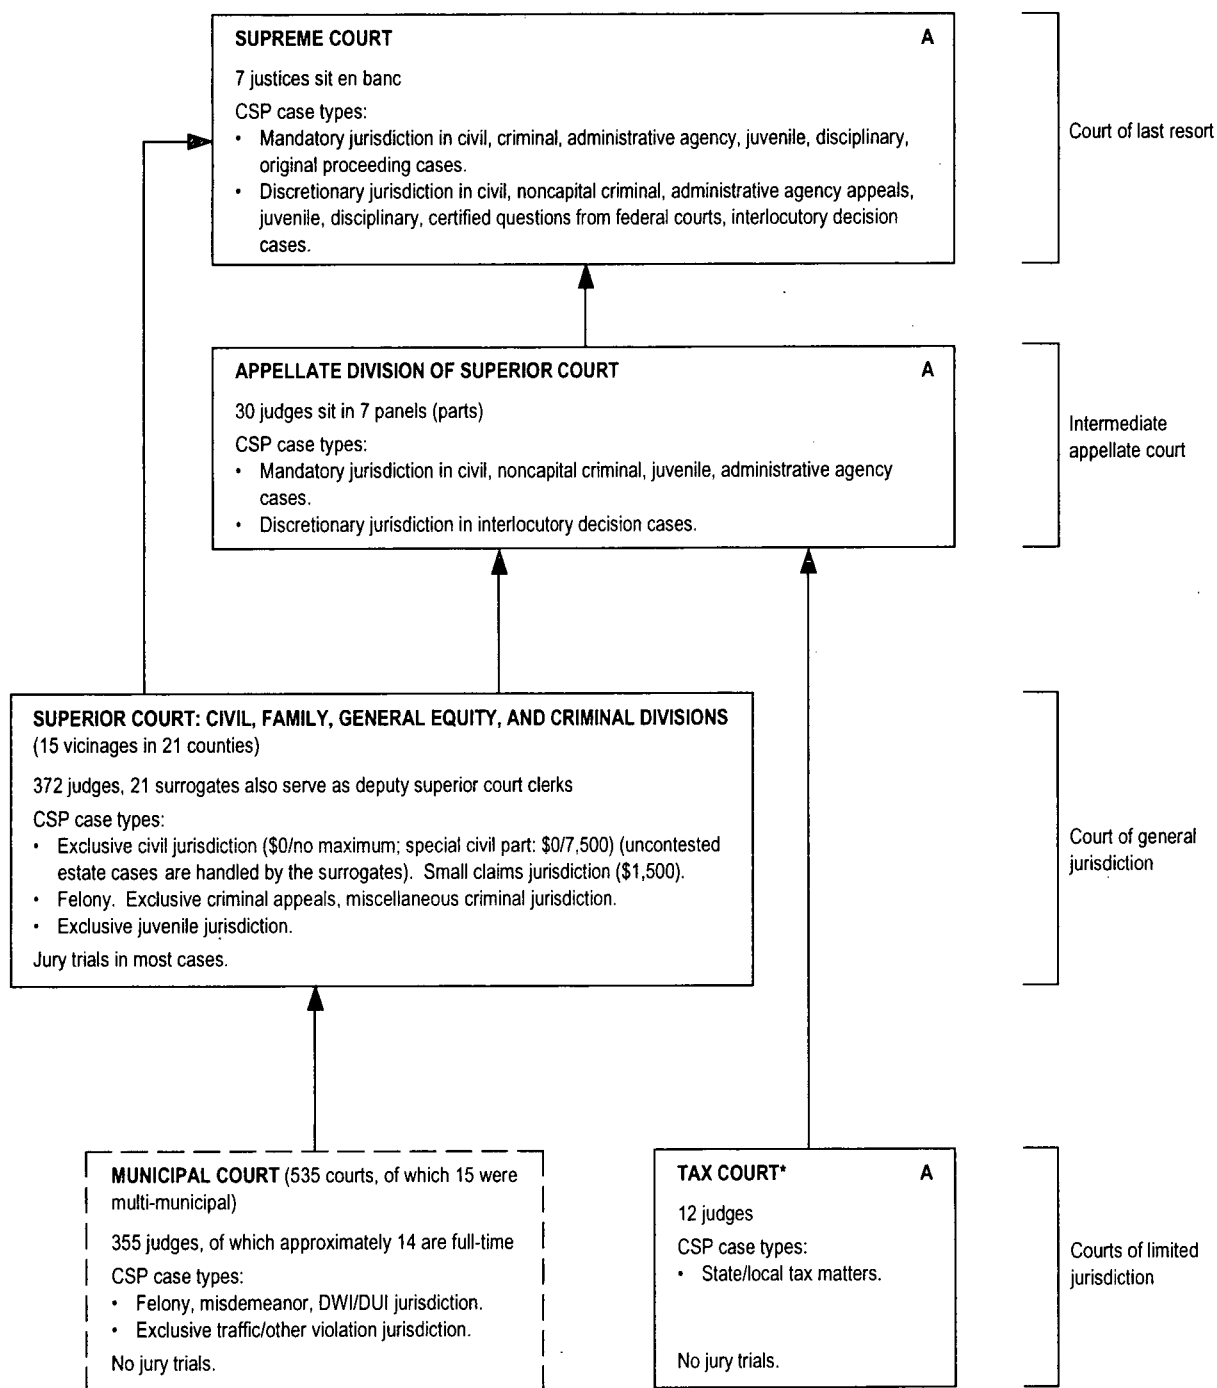 SUPREME COURT A
7 justices sit en banc
CSP case types:
• Mandatory jurisdiction in civil, criminal, administrative agency, juvenile, disciplinary,
original proceeding cases.
• Discretionary jurisdiction in civil, noncapital criminal, administrative agency appeals,
juvenile, disciplinary, certified questions from federal courts, interlocutory decision
cases.
Court of last resort
APPELLATE DIVISION OF SUPERIOR COURT A
30 judges sit in 7 panels (parts)
CSP case types:
• Mandatory jurisdiction in civil, noncapital criminal, juvenile, administrative agency
cases.
• Discretionary jurisdiction in interlocutory decision cases.
Intermediate
appellate court
SUPERIOR COURT: CIVIL, FAMILY, GENERAL EQUITY, AND CRIMINAL DIVISIONS
(15 vicinages in 21 counties)
372 judges, 21 surrogates also serve as deputy superior court clerks
CSP case types:
• Exclusive civil jurisdiction ($0/no maximum; special civil part: $0/7,500) (uncontested
estate cases are handled by the surrogates). Small claims jurisdiction ($1,500).
• Felony. Exclusive criminal appeals, miscellaneous criminal jurisdiction.
• Exclusive juvenile jurisdiction.
Jury trials in most cases.
Court of general
jurisdiction
MUNICIPAL COURT (535 courts, of which 15 were
multi-municipal)
355 judges, of which approximately 14 are full-time
CSP case types:
• Felony, misdemeanor, DWI/DUI jurisdiction.
• Exclusive traffic/other violation jurisdiction.
No jury trials.
TAX COURT* A
12 judges
CSP case types:
• State/local tax matters.
No jury trials.
Courts of limited
jurisdiction